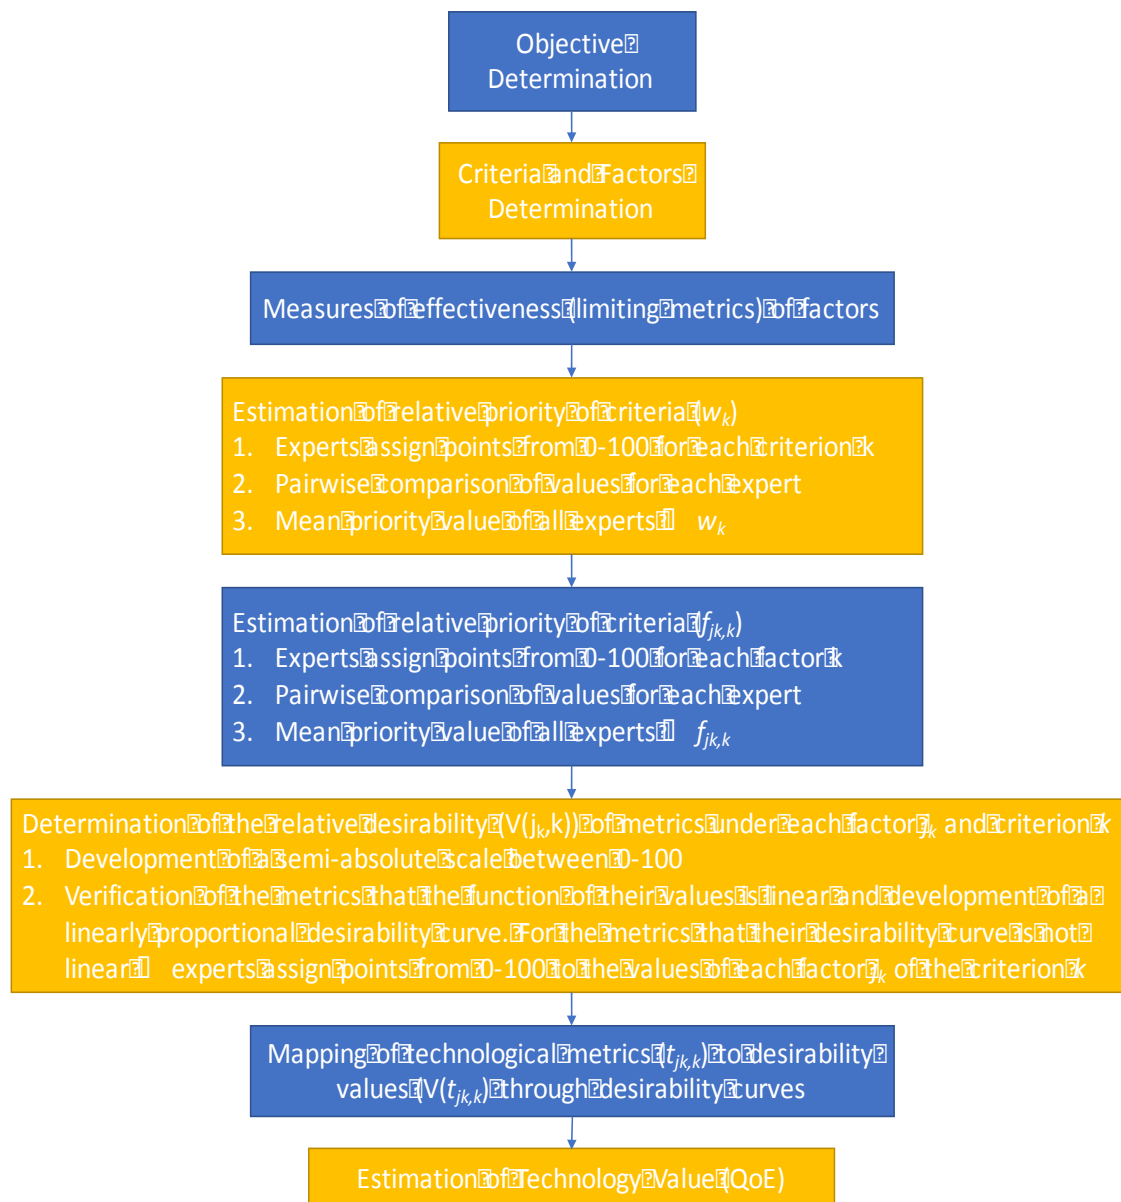 Objective
Determination
Criteria and Factors
Determination
Measures of effectiveness (limiting metrics) of factors
Estimation of relative priority of criteria (wk)
1. Experts assign points from 0-100 for each criterion k
2. Pairwise comparison of values for each expert
3. Mean priority value of all experts wk
Estimation of relative priority of criteria (fjk,k)
1. Experts assign points from 0-100 for each factor k
2. Pairwise comparison of values for each expert
3. Mean priority value of all experts fjk,k
Determination of the relative desirability (V(jk,k)) of metrics under each factor jk and criterion k
1. Development of a semi-absolute scale between 0-100
2. Verification of the metrics that the function of their values is linear and development of a
linearly proportional desirability curve. For the metrics that their desirability curve is not
linear experts assign points from 0-100 to the values of each factor jk of the criterion k
Mapping of technological metrics (tjk,k) to desirability
values (V(tjk,k) through desirability curves
Estimation of Technology Value (QoE)